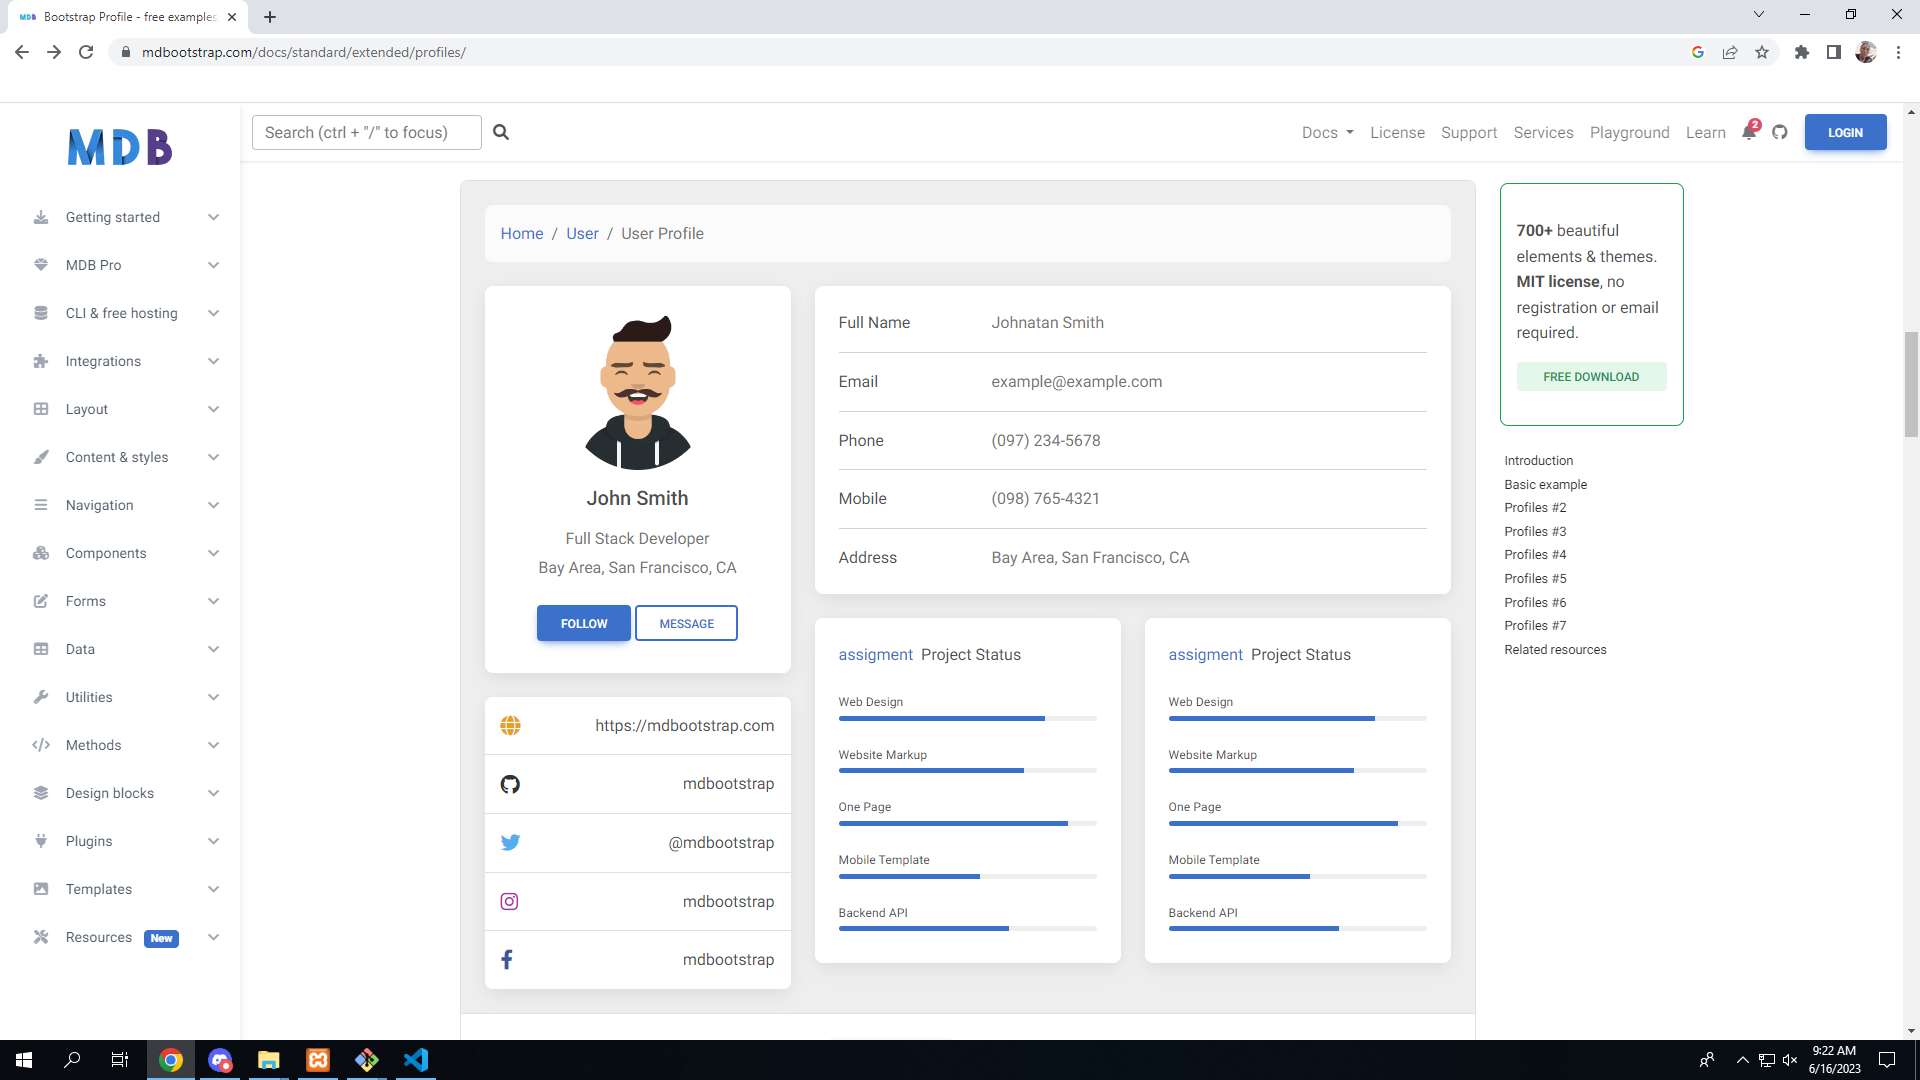 MDB Bootstrap Profile - free examples
mdbootstrap.com/docs/standard/extended/profiles/
MDB
Search (ctrl + "/" to focus)
Docs License Support Services Playground Learn 2 LOGIN
Getting started
MDB Pro
CLI & free hosting
Integrations
Layout
Content & styles
Navigation
Components
Forms
Data
Utilities
Methods
Design blocks
Plugins
Templates
Resources New
Home / User / User Profile
John Smith
Full Stack Developer
Bay Area, San Francisco, CA
FOLLOW MESSAGE
https://mdbootstrap.com
mdbootstrap
@mdbootstrap
mdbootstrap
mdbootstrap
Full Name Johnatan Smith
Email example@example.com
Phone (097) 234-5678
Mobile (098) 765-4321
Address Bay Area, San Francisco, CA
assigment Project Status
Web Design
Website Markup
One Page
Mobile Template
Backend API
assigment Project Status
Web Design
Website Markup
One Page
Mobile Template
Backend API
700+ beautiful
elements & themes.
MIT license, no
registration or email
required.
FREE DOWNLOAD
Introduction
Basic example
Profiles #2
Profiles #3
Profiles #4
Profiles #5
Profiles #6
Profiles #7
Related resources
9:22 AM
6/16/2023